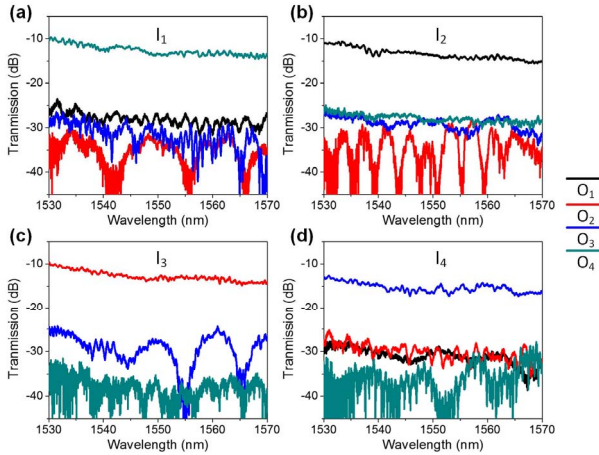 (a)
I1
Tranmission (dB)
-10
-20
-30
-40
1530 1540 1550 1560 1570
Wavelength (nm)
(b)
I2
Tranmission (dB)
-10
-20
-30
-40
1530 1540 1550 1560 1570
Wavelength (nm)
(c)
I3
Tranmission (dB)
-10
-20
-30
-40
1530 1540 1550 1560 1570
Wavelength (nm)
(d)
I4
Tranmission (dB)
-10
-20
-30
-40
1530 1540 1550 1560 1570
Wavelength (nm)
O1
O2
O3
O4